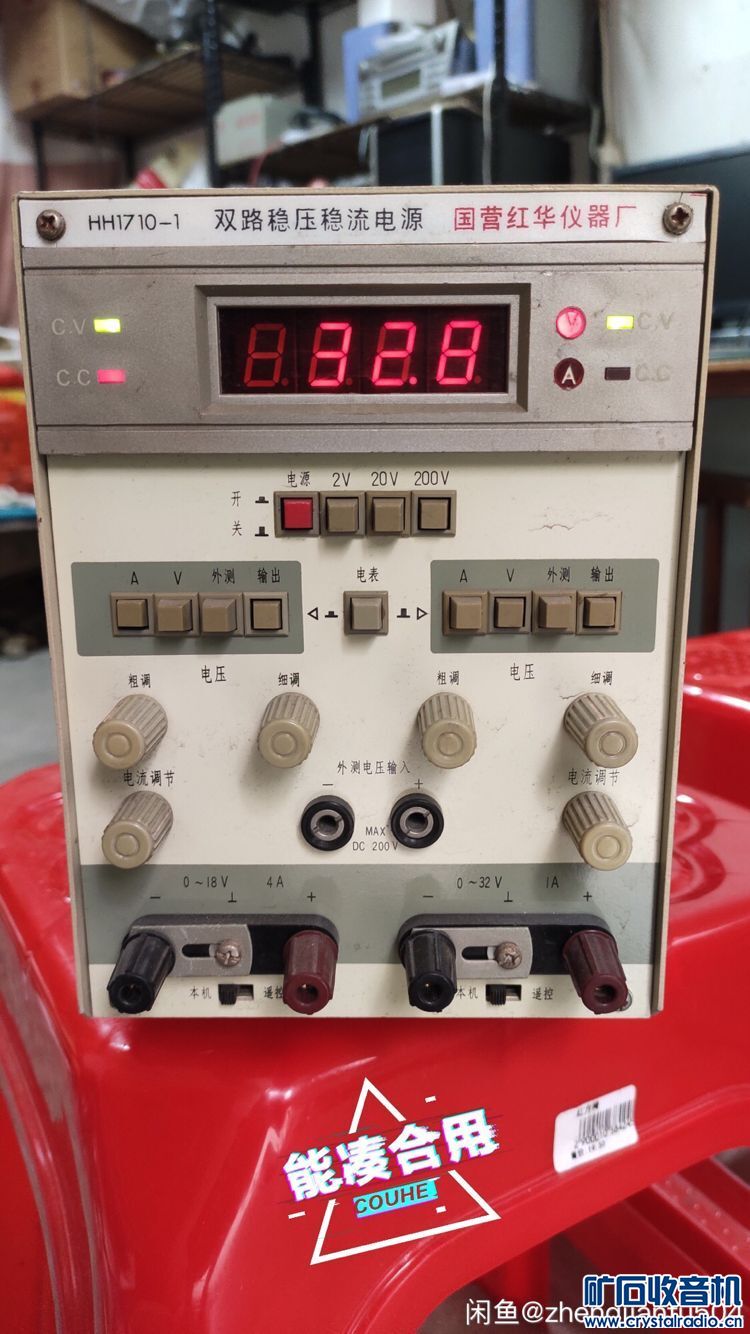 HH1710-1 双路稳压稳流电源 国营红华仪器厂
C.V 328 V C.V
C.C A C.C
电源 2V 20V 200V
开
关
A V 外测 输出 电表 A V 外测 输出
粗调 电压 细调 粗调 电压 细调
电流调节 外测电压输入 电流调节
− +
MAX
DC 200V
0~18V 4A 0~32V 1A
− ⊥ + − ⊥ +
本机 遥控 本机 遥控
能凑合用
COUHE
矿石收音机
www.crystalradio.cn